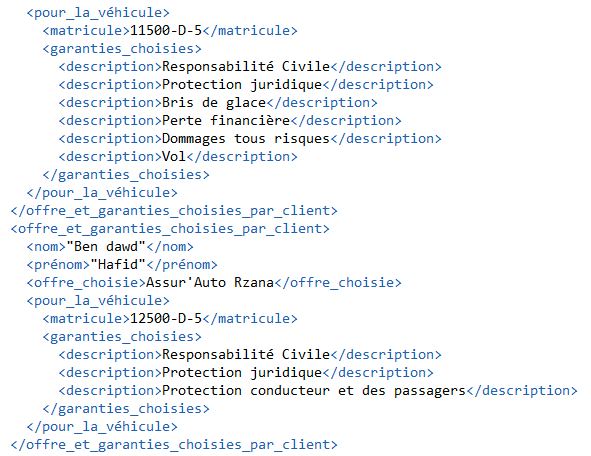 <pour_la_véhicule>
<matricule>11500-D-5</matricule>
<garanties_choisies>
<description>Responsabilité Civile</description>
<description>Protection juridique</description>
<description>Bris de glace</description>
<description>Perte financière</description>
<description>Dommages tous risques</description>
<description>Vol</description>
</garanties_choisies>
</pour_la_véhicule>
</offre_et_garanties_choisies_par_client>
<offre_et_garanties_choisies_par_client>
<nom>"Ben dawd"</nom>
<prénom>"Hafid"</prénom>
<offre_choisie>Assur'Auto Rzana</offre_choisie>
<pour_la_véhicule>
<matricule>12500-D-5</matricule>
<garanties_choisies>
<description>Responsabilité Civile</description>
<description>Protection juridique</description>
<description>Protection conducteur et des passagers</description>
</garanties_choisies>
</pour_la_véhicule>
</offre_et_garanties_choisies_par_client>